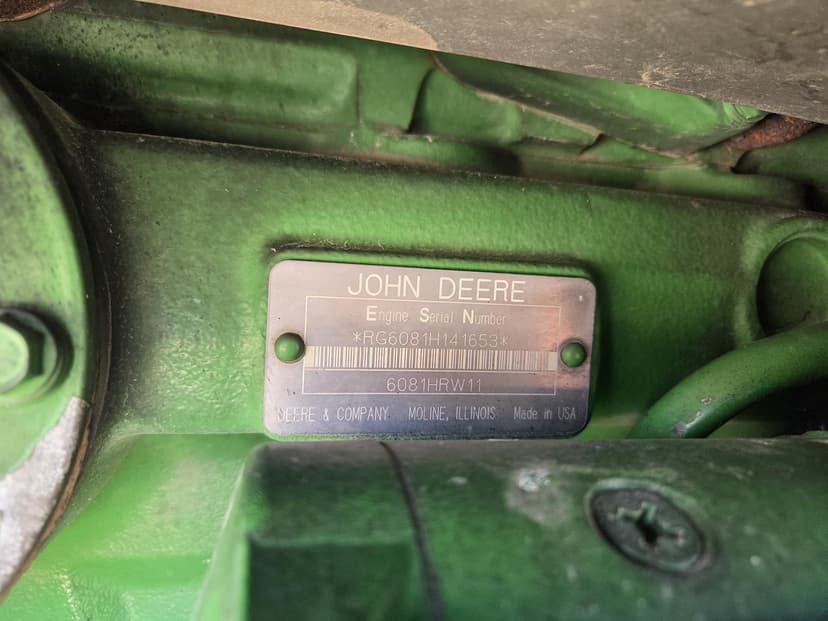 JOHN DEERE
Engine Serial Number
*RG6081H141653*
6081HRW11
DEERE & COMPANY MOLINE, ILLINOIS Made in USA